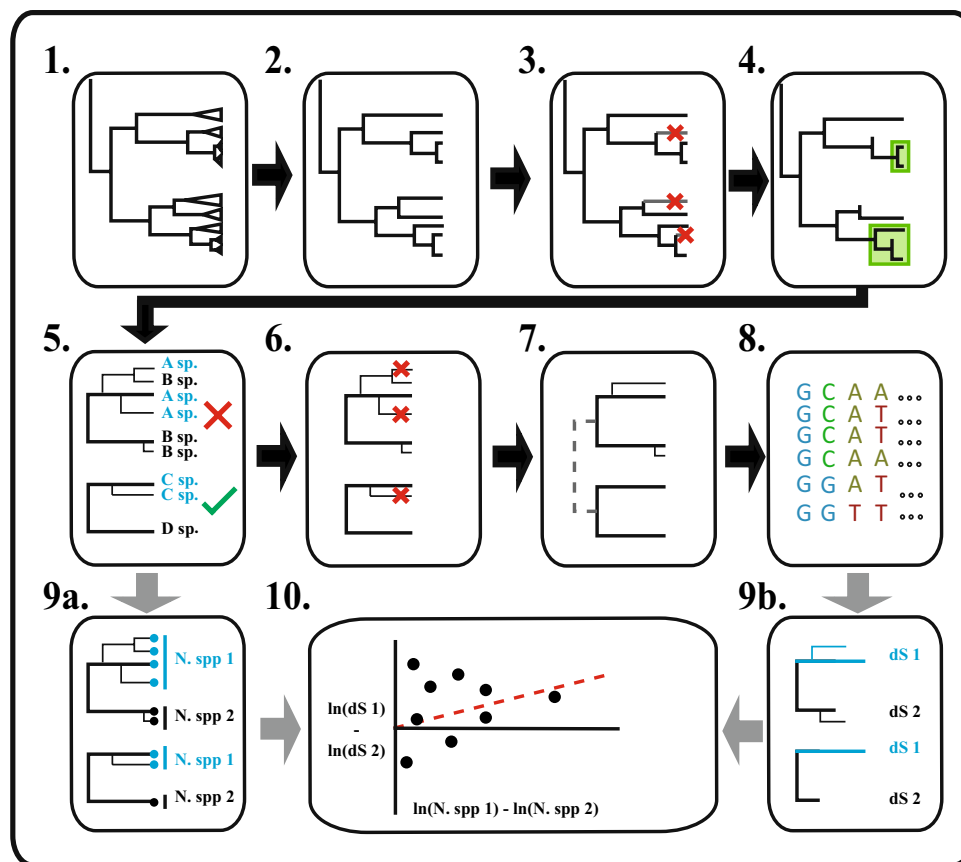 1.
2.
3.
4.
5.
A sp.
B sp.
A sp.
A sp.
B sp.
B sp.
C sp.
C sp.
D sp.
6.
7.
8.
G C A A ...
G C A T ...
G C A T ...
G C A A ...
G G A T ...
G G T T ...
9a.
N. spp 1
N. spp 2
N. spp 1
N. spp 2
10.
ln(dS 1)
-
ln(dS 2)
ln(N. spp 1) - ln(N. spp 2)
9b.
dS 1
dS 2
dS 1
dS 2